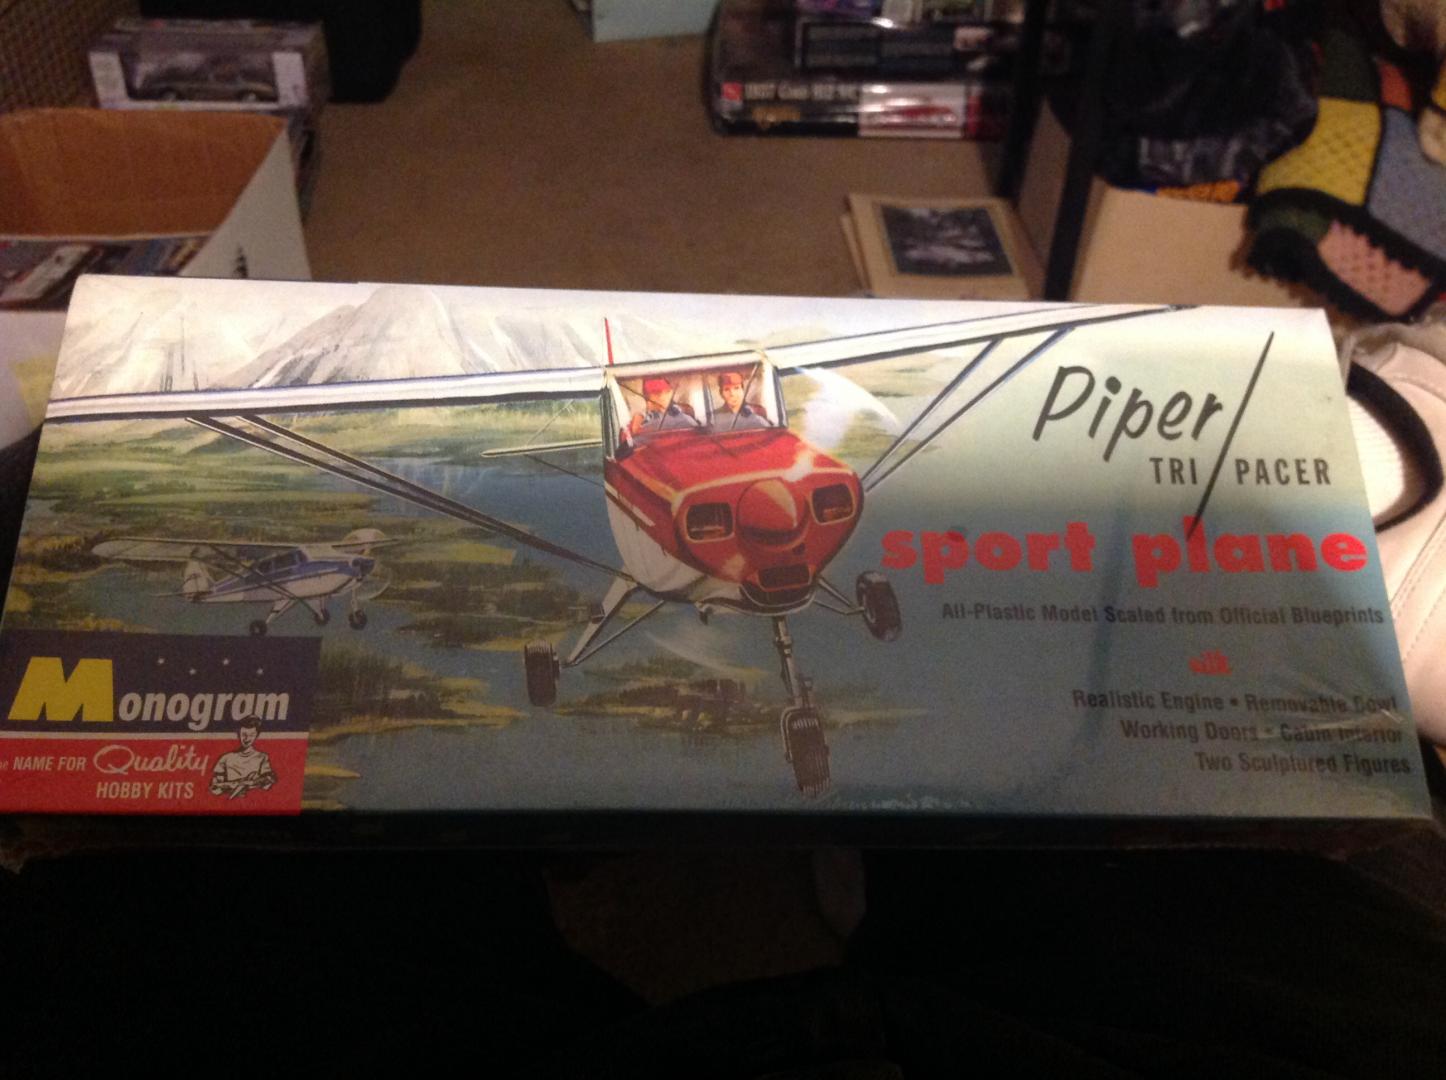 Piper
TRI PACER
sport plane
All-Plastic Model Scaled from Official Blueprints
Realistic Engine • Removable Cowl
Working Doors • Cabin Interior
Two Sculptured Figures
Monogram
NAME FOR Quality
HOBBY KITS